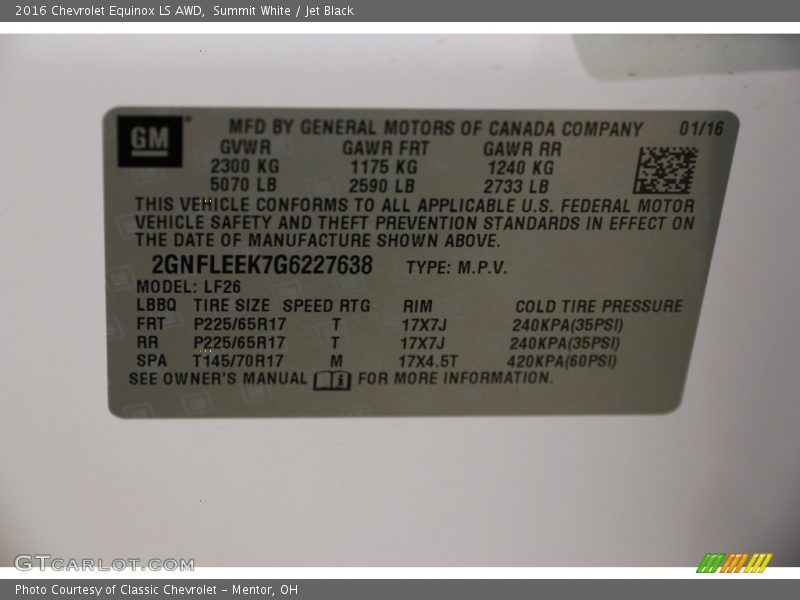 2016 Chevrolet Equinox LS AWD,  Summit White / Jet Black
GM
MFD BY GENERAL MOTORS OF CANADA COMPANY 01/16
GVWR GAWR FRT GAWR RR
2300 KG 1175 KG 1240 KG
5070 LB 2590 LB 2733 LB
THIS VEHICLE CONFORMS TO ALL APPLICABLE U.S. FEDERAL MOTOR
VEHICLE SAFETY AND THEFT PREVENTION STANDARDS IN EFFECT ON
THE DATE OF MANUFACTURE SHOWN ABOVE.
2GNFLEEK7G6227638 TYPE: M.P.V.
MODEL: LF26
LBBQ TIRE SIZE SPEED RTG RIM COLD TIRE PRESSURE
FRT P225/65R17 T 17X7J 240KPA(35PSI)
RR P225/65R17 T 17X7J 240KPA(35PSI)
SPA T145/70R17 M 17X4.5T 420KPA(60PSI)
SEE OWNER'S MANUAL FOR MORE INFORMATION.
GTCARLOT.COM
Photo Courtesy of Classic Chevrolet - Mentor, OH